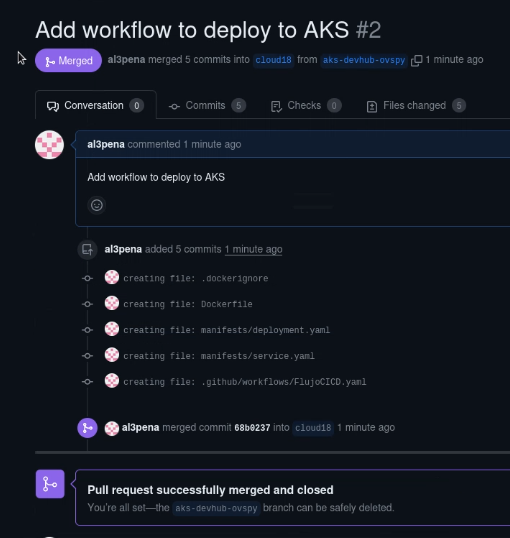 Add workflow to deploy to AKS #2
Merged al3pena merged 5 commits into cloud18 from aks-devhub-ovspy 1 minute ago
Conversation 0 Commits 5 Checks 0 Files changed 5
al3pena commented 1 minute ago
Add workflow to deploy to AKS
al3pena added 5 commits 1 minute ago
creating file: .dockerignore
creating file: Dockerfile
creating file: manifests/deployment.yaml
creating file: manifests/service.yaml
creating file: .github/workflows/FlujoCICD.yaml
al3pena merged commit 68b0237 into cloud18 1 minute ago
Pull request successfully merged and closed
You're all set—the aks-devhub-ovspy branch can be safely deleted.